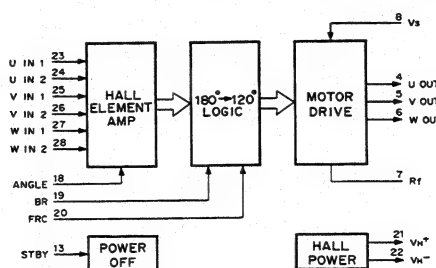 8 Vs
U IN 1 23
U IN 2 24
V IN 1 25
V IN 2 26
W IN 1 27
W IN 2 28
HALL
ELEMENT
AMP
180°→120°
LOGIC
MOTOR
DRIVE
4 U OUT
5 V OUT
6 W OUT
ANGLE 18
BR 19
FRC 20
7 Rf
STBY 13
POWER
OFF
HALL
POWER
21 VH+
22 VH-